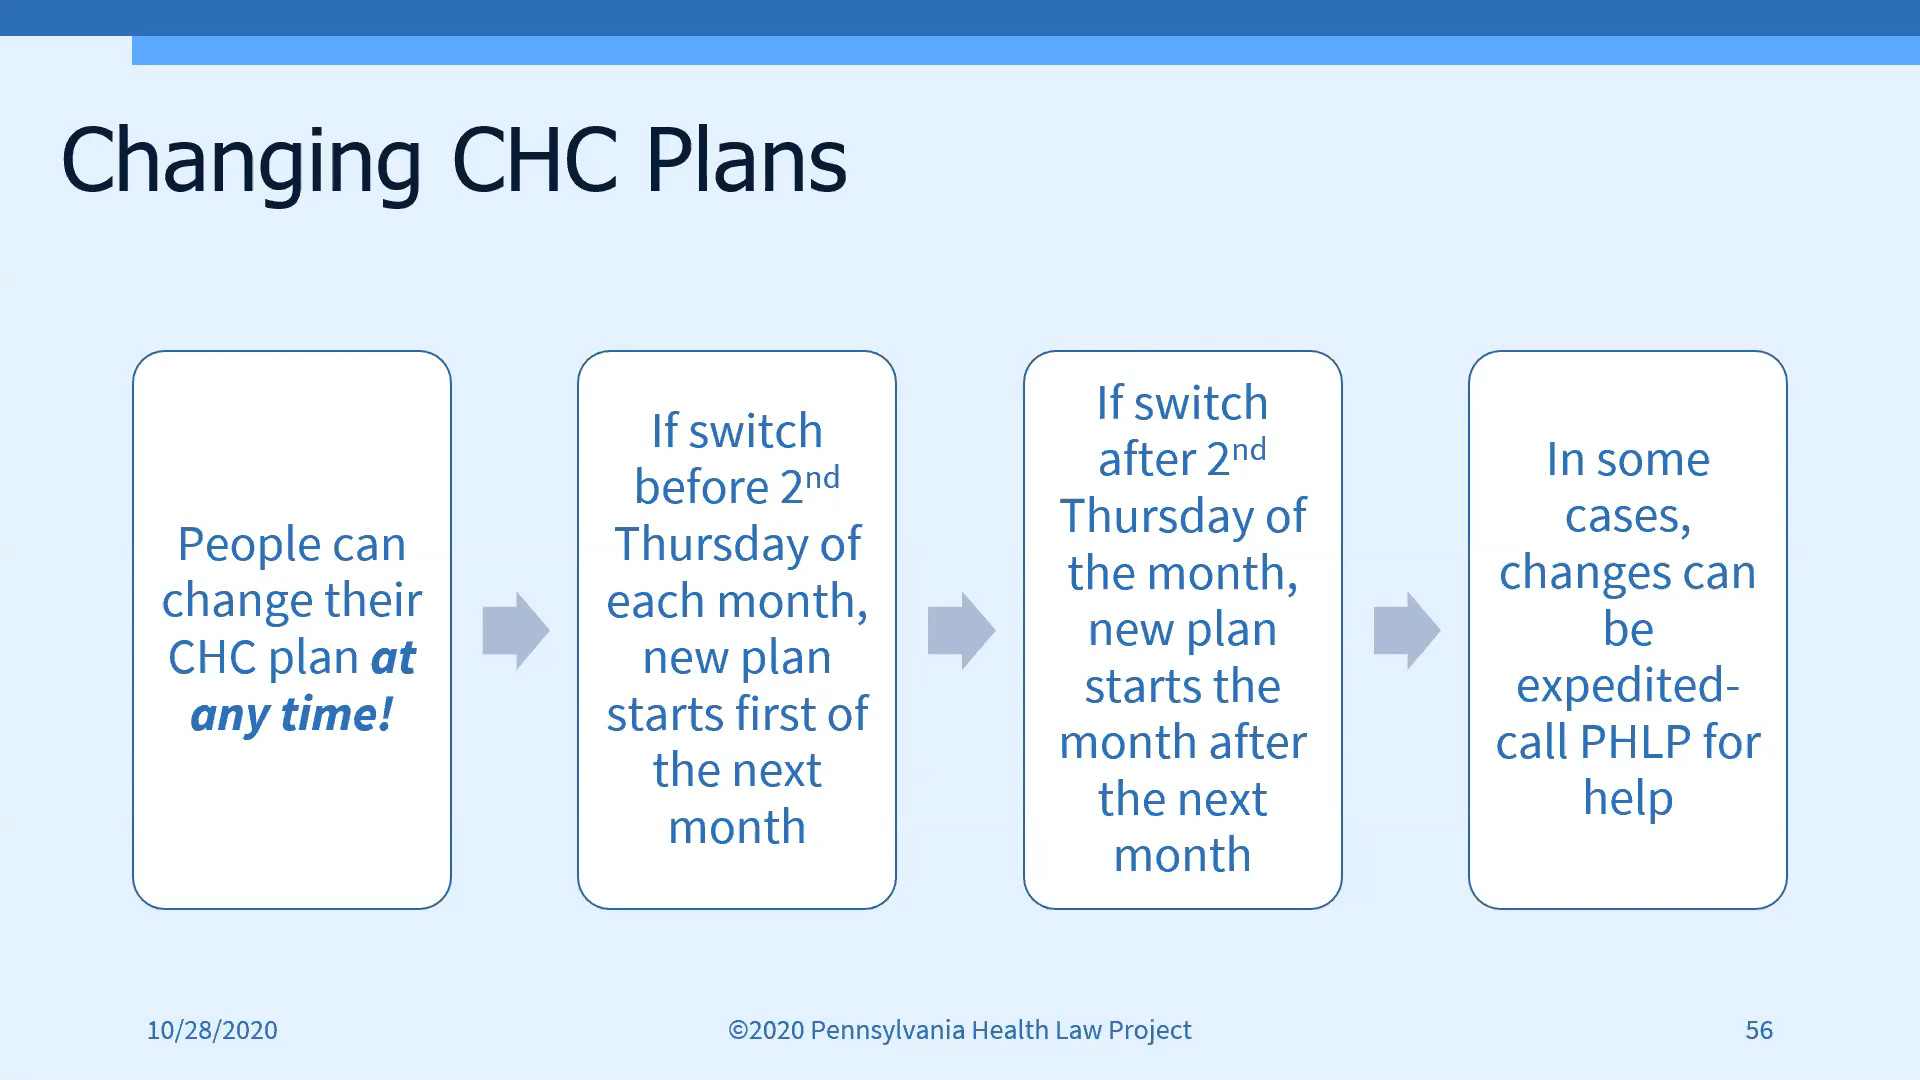 Changing CHC Plans
People can
change their
CHC plan at
any time!
If switch
before 2nd
Thursday of
each month,
new plan
starts first of
the next
month
If switch
after 2nd
Thursday of
the month,
new plan
starts the
month after
the next
month
In some
cases,
changes can
be
expedited-
call PHLP for
help
10/28/2020
©2020 Pennsylvania Health Law Project
56